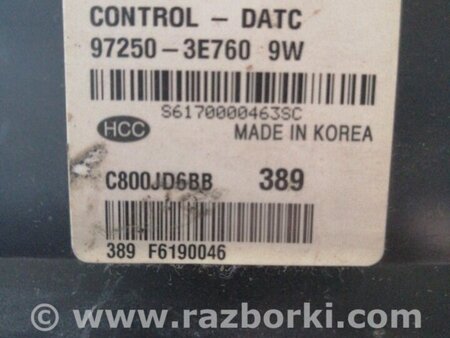 CONTROL - DATC
97250-3E760 9W
S6170000463SC
HCC
MADE IN KOREA
C800JD6BB 389
389 F6190046
www.razborki.com